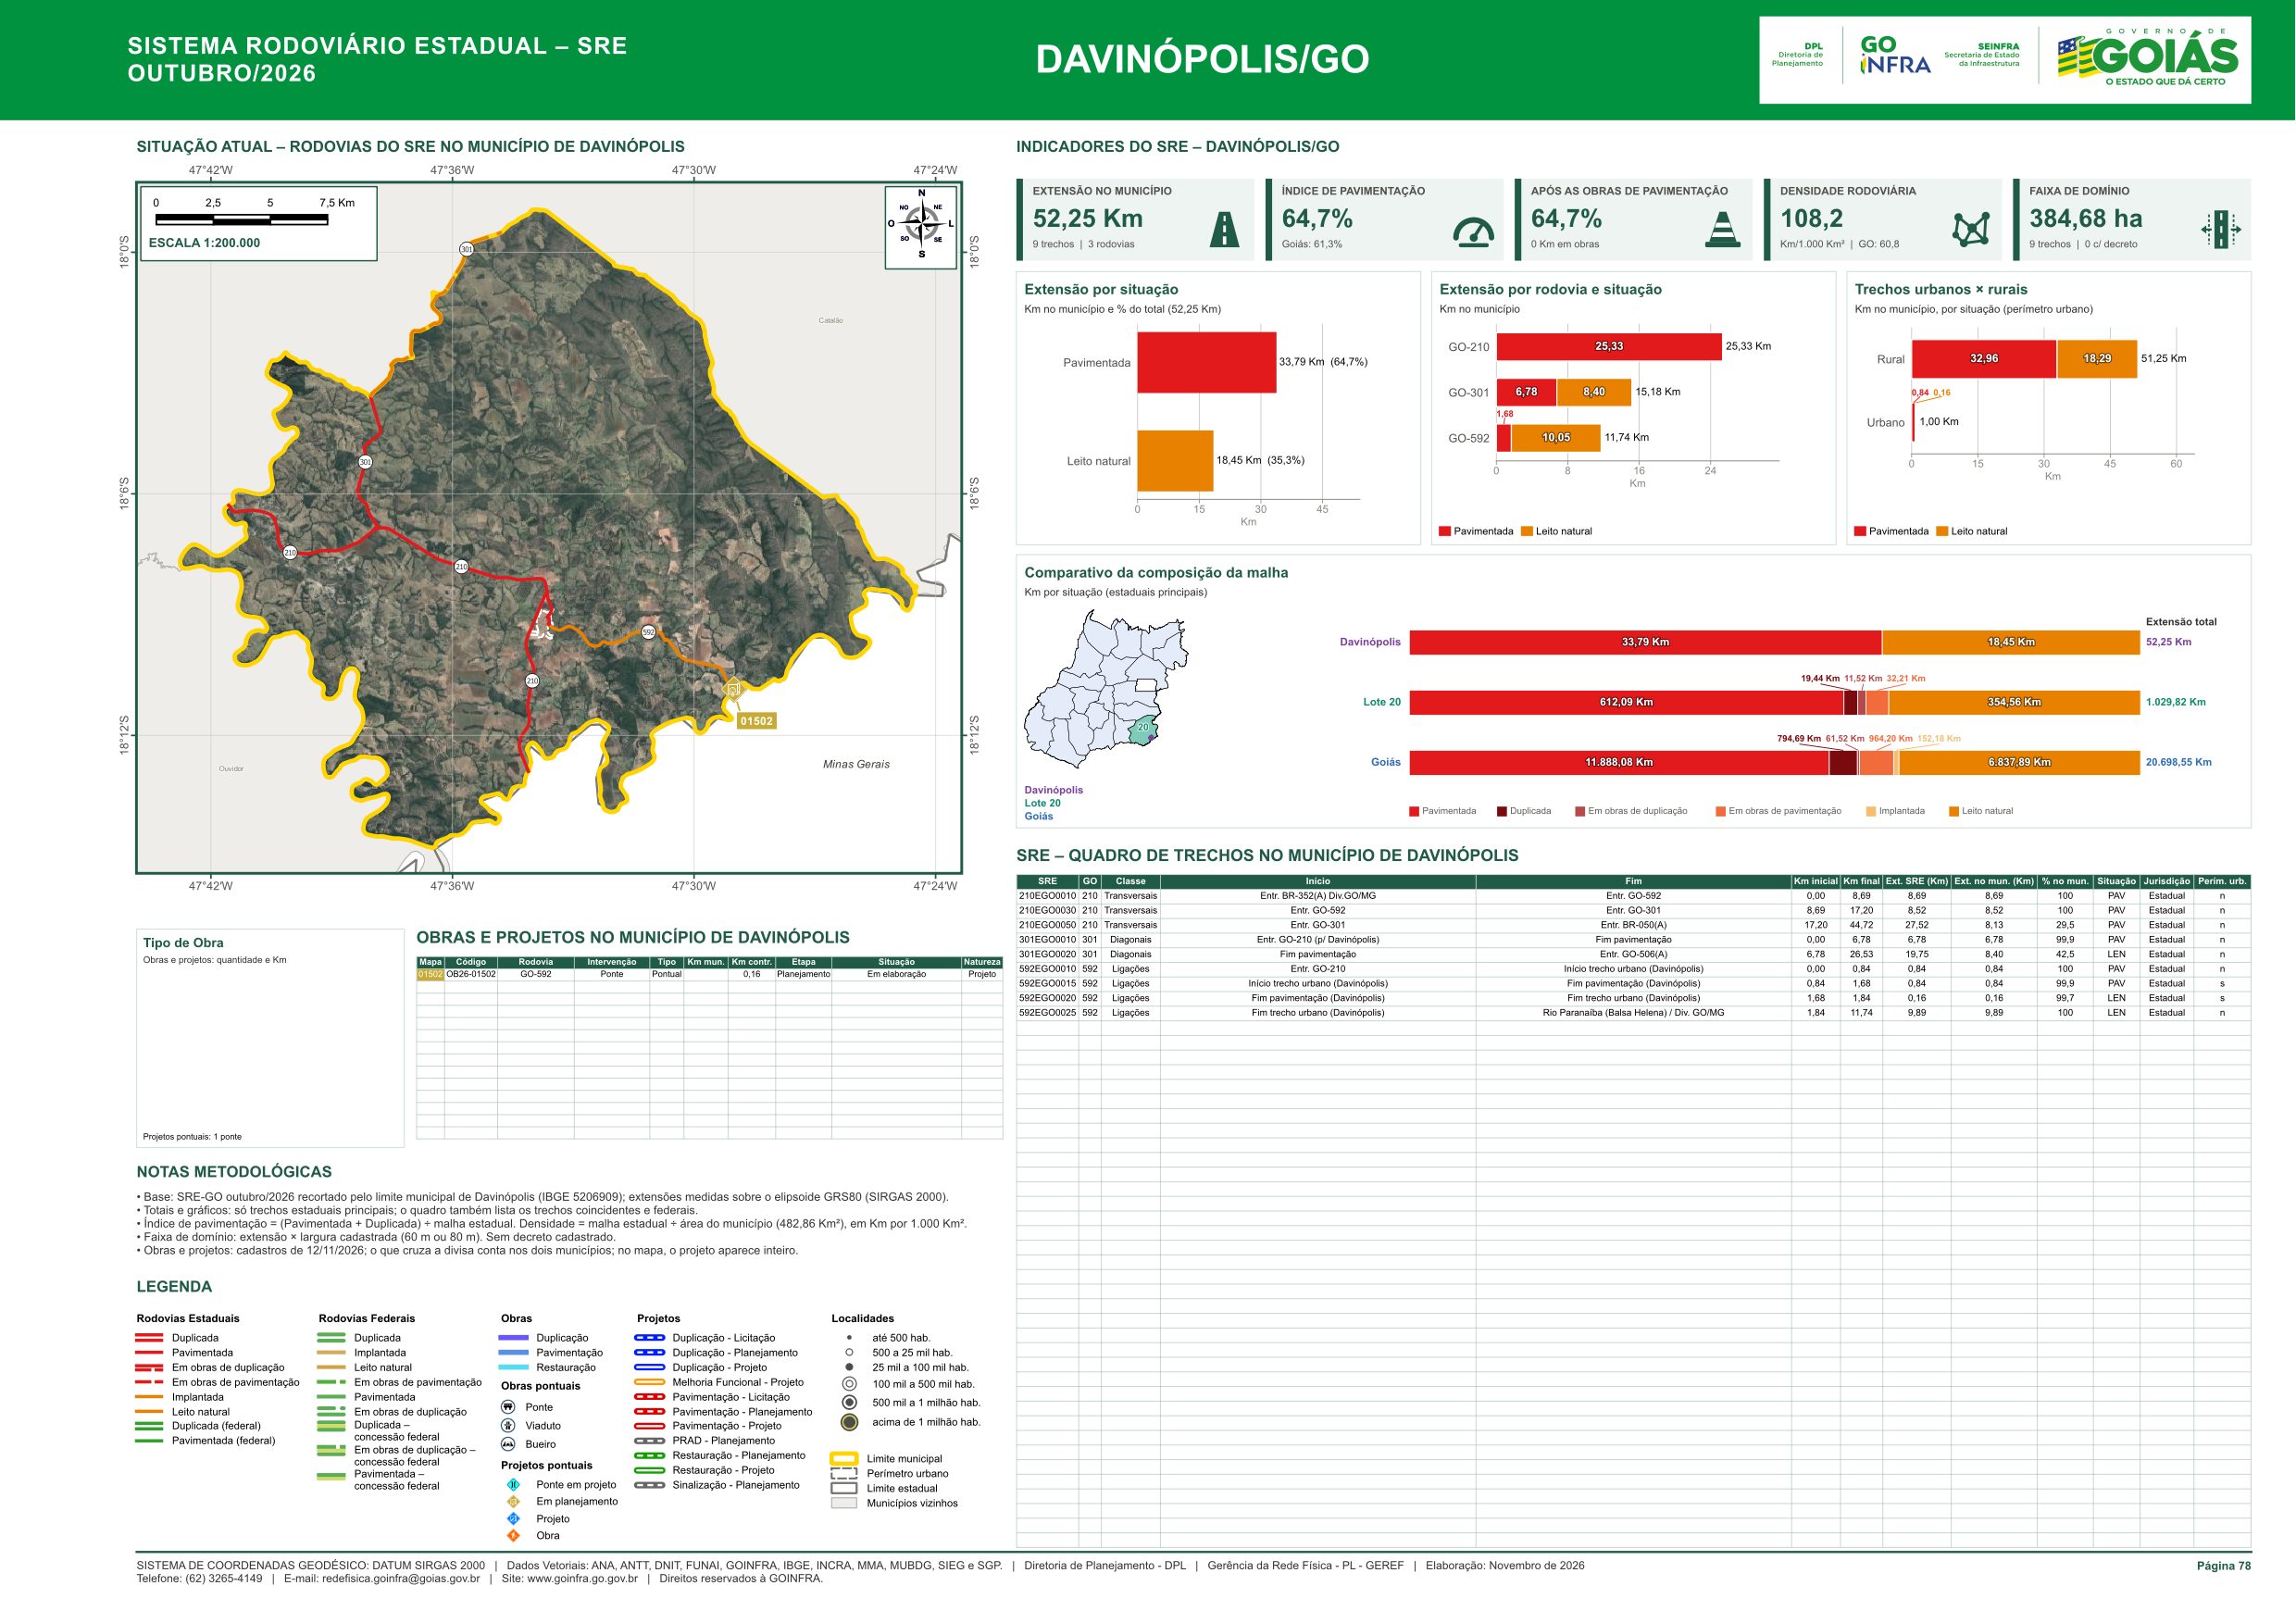 SISTEMA RODOVIÁRIO ESTADUAL – SRE
OUTUBRO/2026
DAVINÓPOLIS/GO
DPL
Diretoria de
Planejamento
GO
iNFRA
SEINFRA
Secretaria de Estado
da Infraestrutura
GOVERNO DE
GOIÁS
O ESTADO QUE DÁ CERTO
SITUAÇÃO ATUAL – RODOVIAS DO SRE NO MUNICÍPIO DE DAVINÓPOLIS
47°42'W 47°36'W 47°30'W 47°24'W
0 2,5 5 7,5 Km
ESCALA 1:200.000
N
NO NE
O L
SO SE
S
18°0'S 18°0'S
301
Catalão
301
18°6'S 18°6'S
210
210
592
210
01502
18°12'S 18°12'S
Ouvidor
Minas Gerais
47°42'W 47°36'W 47°30'W 47°24'W
INDICADORES DO SRE – DAVINÓPOLIS/GO
EXTENSÃO NO MUNICÍPIO
52,25 Km
9 trechos | 3 rodovias
ÍNDICE DE PAVIMENTAÇÃO
64,7%
Goiás: 61,3%
APÓS AS OBRAS DE PAVIMENTAÇÃO
64,7%
0 Km em obras
DENSIDADE RODOVIÁRIA
108,2
Km/1.000 Km² | GO: 60,8
FAIXA DE DOMÍNIO
384,68 ha
9 trechos | 0 c/ decreto
Extensão por situação
Km no município e % do total (52,25 Km)
Pavimentada 33,79 Km (64,7%)
Leito natural 18,45 Km (35,3%)
0 15 30 45
Km
Extensão por rodovia e situação
Km no município
GO-210 25,33 25,33 Km
GO-301 6,78 8,40 15,18 Km
1,68
GO-592 10,05 11,74 Km
0 8 16 24
Km
Pavimentada Leito natural
Trechos urbanos × rurais
Km no município, por situação (perímetro urbano)
Rural 32,96 18,29 51,25 Km
0,84 0,16
Urbano 1,00 Km
0 15 30 45 60
Km
Pavimentada Leito natural
Comparativo da composição da malha
Km por situação (estaduais principais)
20
Davinópolis
Lote 20
Goiás
Extensão total
Davinópolis 33,79 Km 18,45 Km 52,25 Km
19,44 Km 11,52 Km 32,21 Km
Lote 20 612,09 Km 354,56 Km 1.029,82 Km
794,69 Km 61,52 Km 964,20 Km 152,18 Km
Goiás 11.888,08 Km 6.837,89 Km 20.698,55 Km
Pavimentada Duplicada Em obras de duplicação Em obras de pavimentação Implantada Leito natural
SRE – QUADRO DE TRECHOS NO MUNICÍPIO DE DAVINÓPOLIS
SRE GO Classe Início Fim Km inicial Km final Ext. SRE (Km) Ext. no mun. (Km) % no mun. Situação Jurisdição Perím. urb.
210EGO0010 210 Transversais Entr. BR-352(A) Div.GO/MG Entr. GO-592 0,00 8,69 8,69 8,69 100 PAV Estadual n
210EGO0030 210 Transversais Entr. GO-592 Entr. GO-301 8,69 17,20 8,52 8,52 100 PAV Estadual n
210EGO0050 210 Transversais Entr. GO-301 Entr. BR-050(A) 17,20 44,72 27,52 8,13 29,5 PAV Estadual n
301EGO0010 301 Diagonais Entr. GO-210 (p/ Davinópolis) Fim pavimentação 0,00 6,78 6,78 6,78 99,9 PAV Estadual n
301EGO0020 301 Diagonais Fim pavimentação Entr. GO-506(A) 6,78 26,53 19,75 8,40 42,5 LEN Estadual n
592EGO0010 592 Ligações Entr. GO-210 Início trecho urbano (Davinópolis) 0,00 0,84 0,84 0,84 100 PAV Estadual n
592EGO0015 592 Ligações Início trecho urbano (Davinópolis) Fim pavimentação (Davinópolis) 0,84 1,68 0,84 0,84 99,9 PAV Estadual s
592EGO0020 592 Ligações Fim pavimentação (Davinópolis) Fim trecho urbano (Davinópolis) 1,68 1,84 0,16 0,16 99,7 LEN Estadual s
592EGO0025 592 Ligações Fim trecho urbano (Davinópolis) Rio Paranaíba (Balsa Helena) / Div. GO/MG 1,84 11,74 9,89 9,89 100 LEN Estadual n
Tipo de Obra
Obras e projetos: quantidade e Km
Projetos pontuais: 1 ponte
OBRAS E PROJETOS NO MUNICÍPIO DE DAVINÓPOLIS
Mapa Código Rodovia Intervenção Tipo Km mun. Km contr. Etapa Situação Natureza
01502 OB26-01502 GO-592 Ponte Pontual 0,16 Planejamento Em elaboração Projeto
NOTAS METODOLÓGICAS
• Base: SRE-GO outubro/2026 recortado pelo limite municipal de Davinópolis (IBGE 5206909); extensões medidas sobre o elipsoide GRS80 (SIRGAS 2000).
• Totais e gráficos: só trechos estaduais principais; o quadro também lista os trechos coincidentes e federais.
• Índice de pavimentação = (Pavimentada + Duplicada) ÷ malha estadual. Densidade = malha estadual ÷ área do município (482,86 Km²), em Km por 1.000 Km².
• Faixa de domínio: extensão × largura cadastrada (60 m ou 80 m). Sem decreto cadastrado.
• Obras e projetos: cadastros de 12/11/2026; o que cruza a divisa conta nos dois municípios; no mapa, o projeto aparece inteiro.
LEGENDA
Rodovias Estaduais
Duplicada
Pavimentada
Em obras de duplicação
Em obras de pavimentação
Implantada
Leito natural
Duplicada (federal)
Pavimentada (federal)
Rodovias Federais
Duplicada
Implantada
Leito natural
Em obras de pavimentação
Pavimentada
Em obras de duplicação
Duplicada –
concessão federal
Em obras de duplicação –
concessão federal
Pavimentada –
concessão federal
Obras
Duplicação
Pavimentação
Restauração
Obras pontuais
Ponte
Viaduto
Bueiro
Projetos pontuais
Ponte em projeto
Em planejamento
Projeto
Obra
Projetos
Duplicação - Licitação
Duplicação - Planejamento
Duplicação - Projeto
Melhoria Funcional - Projeto
Pavimentação - Licitação
Pavimentação - Planejamento
Pavimentação - Projeto
PRAD - Planejamento
Restauração - Planejamento
Restauração - Projeto
Sinalização - Planejamento
Localidades
até 500 hab.
500 a 25 mil hab.
25 mil a 100 mil hab.
100 mil a 500 mil hab.
500 mil a 1 milhão hab.
acima de 1 milhão hab.
Limite municipal
Perímetro urbano
Limite estadual
Municípios vizinhos
SISTEMA DE COORDENADAS GEODÉSICO: DATUM SIRGAS 2000 | Dados Vetoriais: ANA, ANTT, DNIT, FUNAI, GOINFRA, IBGE, INCRA, MMA, MUBDG, SIEG e SGP. | Diretoria de Planejamento - DPL | Gerência da Rede Física - PL - GEREF | Elaboração: Novembro de 2026
Telefone: (62) 3265-4149 | E-mail: redefisica.goinfra@goias.gov.br | Site: www.goinfra.go.gov.br | Direitos reservados à GOINFRA.
Página 78